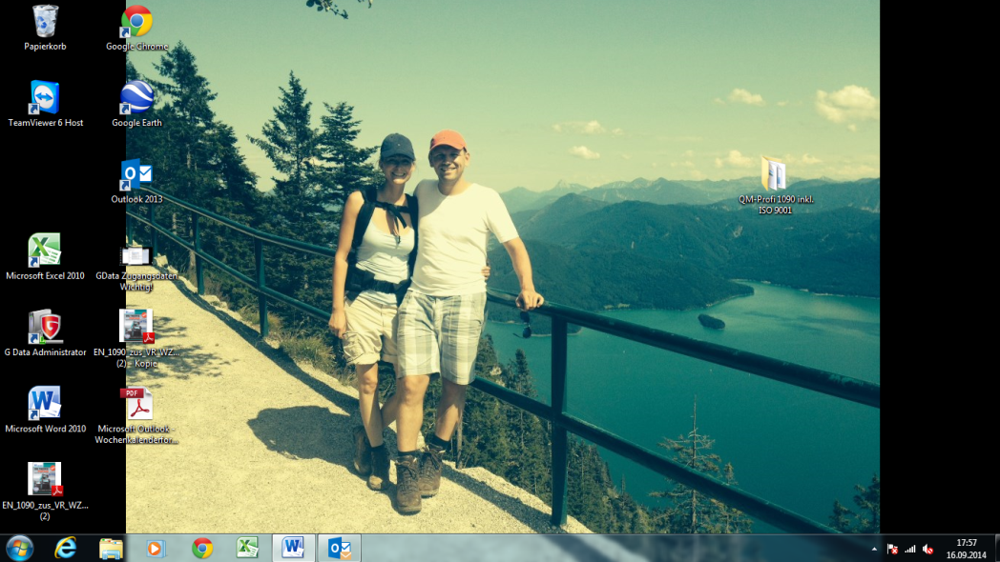 Papierkorb
Google Chrome
TeamViewer 6 Host
Google Earth
Outlook 2013
QM-Profi 1090 inkl.
ISO 9001
Microsoft Excel 2010
GData Zugangsdaten
Wichtig!
G Data Administrator
EN_1090_zus_VR_WZ...
(2) - Kopie
Microsoft Word 2010
PDF
Microsoft Outlook -
Wochenkalenderfor...
EN_1090_zus_VR_WZ...
(2)
17:57
16.09.2014